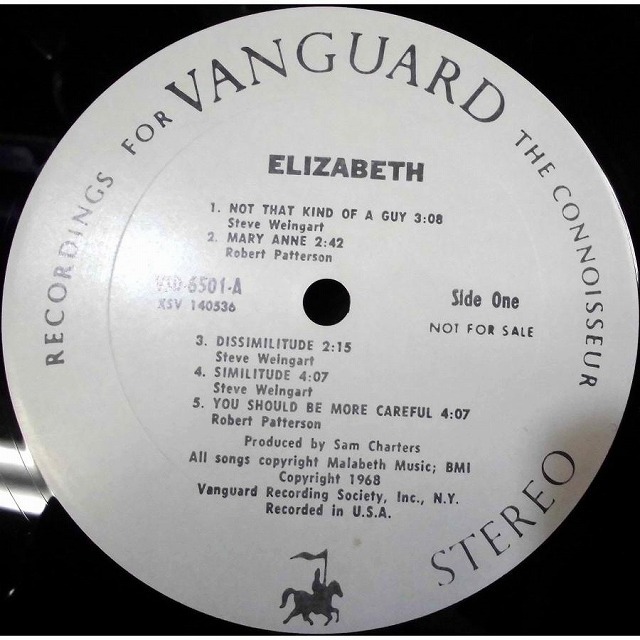 RECORDINGS FOR VANGUARD THE CONNOISSEUR
ELIZABETH
1. NOT THAT KIND OF A GUY 3:08
Steve Weingart
2. MARY ANNE 2:42
Robert Patterson
VSD-6501-A
XSV 140536
Side One
NOT FOR SALE
3. DISSIMILITUDE 2:15
Steve Weingart
4. SIMILITUDE 4:07
Steve Weingart
5. YOU SHOULD BE MORE CAREFUL 4:07
Robert Patterson
Produced by Sam Charters
All songs copyright Malabeth Music; BMI
Copyright 1968
Vanguard Recording Society, Inc., N.Y.
Recorded in U.S.A.
STEREO